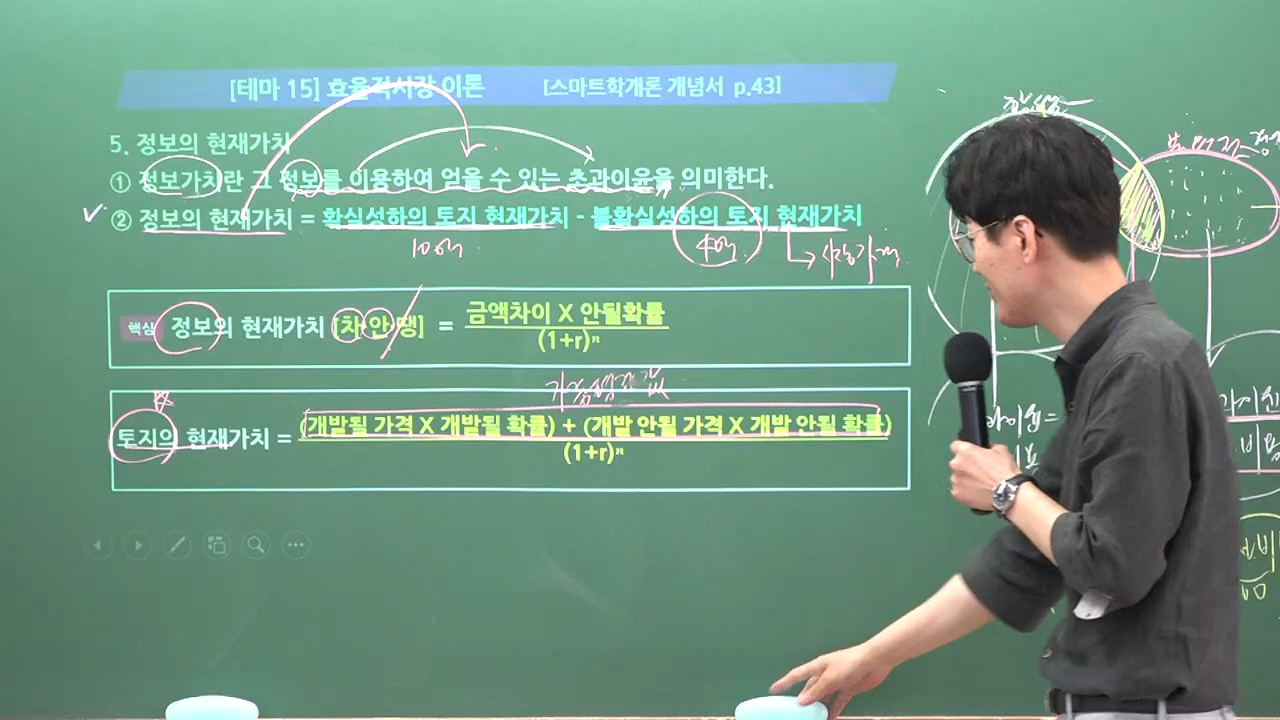 [테마 15] 효율적시장 이론 [스마트학개론 개념서 p.43]
5. 정보의 현재가치
① 정보가치란 그 정보를 이용하여 얻을 수 있는 초과이윤을 의미한다.
② 정보의 현재가치 = 확실성하의 토지 현재가치 - 불확실성하의 토지 현재가치
10억
4억
핵심 정보의 현재가치 [차·안·땡] = 금액차이 X 안될확률
(1+r)ⁿ
토지의 현재가치 = (개발될 가격 X 개발될 확률) + (개발 안될 가격 X 개발 안될 확률)
(1+r)ⁿ